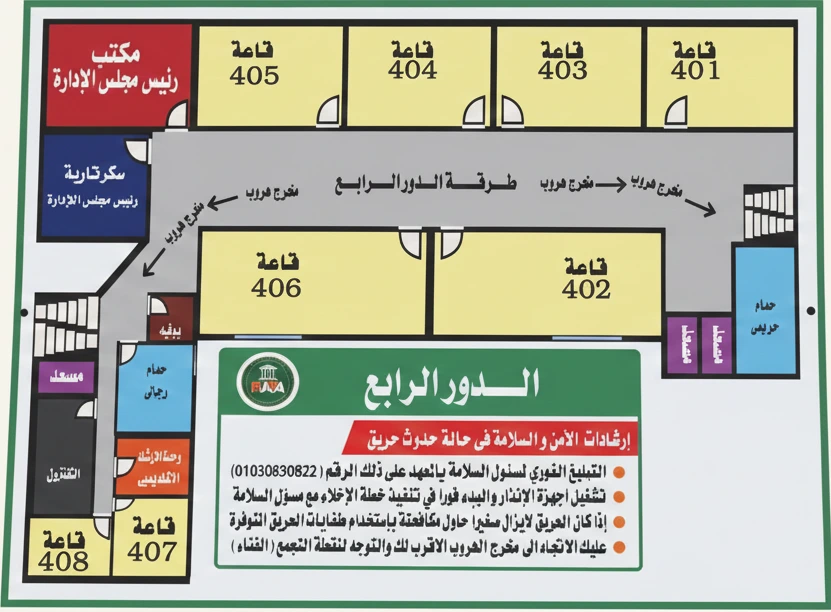 مكتب
رئيس مجلس الإدارة
قاعة
405
قاعة
404
قاعة
403
قاعة
401
سكرتارية
رئيس مجلس الإدارة
مخرج هروب
مخرج هروب
طرقة الدور الرابع
مخرج هروب
مخرج هروب
قاعة
406
قاعة
402
حمام
حريمى
بوفيه
مصعد
مصعد
مصعد
حمام
رجالى
الكنترول
وحدة الإرشاد
الأكاديمى
قاعة
408
قاعة
407
الدور الرابع
إرشادات الأمن والسلامة فى حالة حدوث حريق
التبليغ الفورى لمسئول السلامة بالمعهد على ذلك الرقم (01030830822)
تشغيل أجهزة الإنذار والبدء فورا في تنفيذ خطة الإخلاء مع مسؤل السلامة
إذا كان الحريق لايزال صغيرا حاول مكافحتة بإستخدام طفايات الحريق المتوفرة
عليك الاتجاه الى مخرج الهروب الاقرب لك والتوجه لنقطة التجمع ( الفناء )